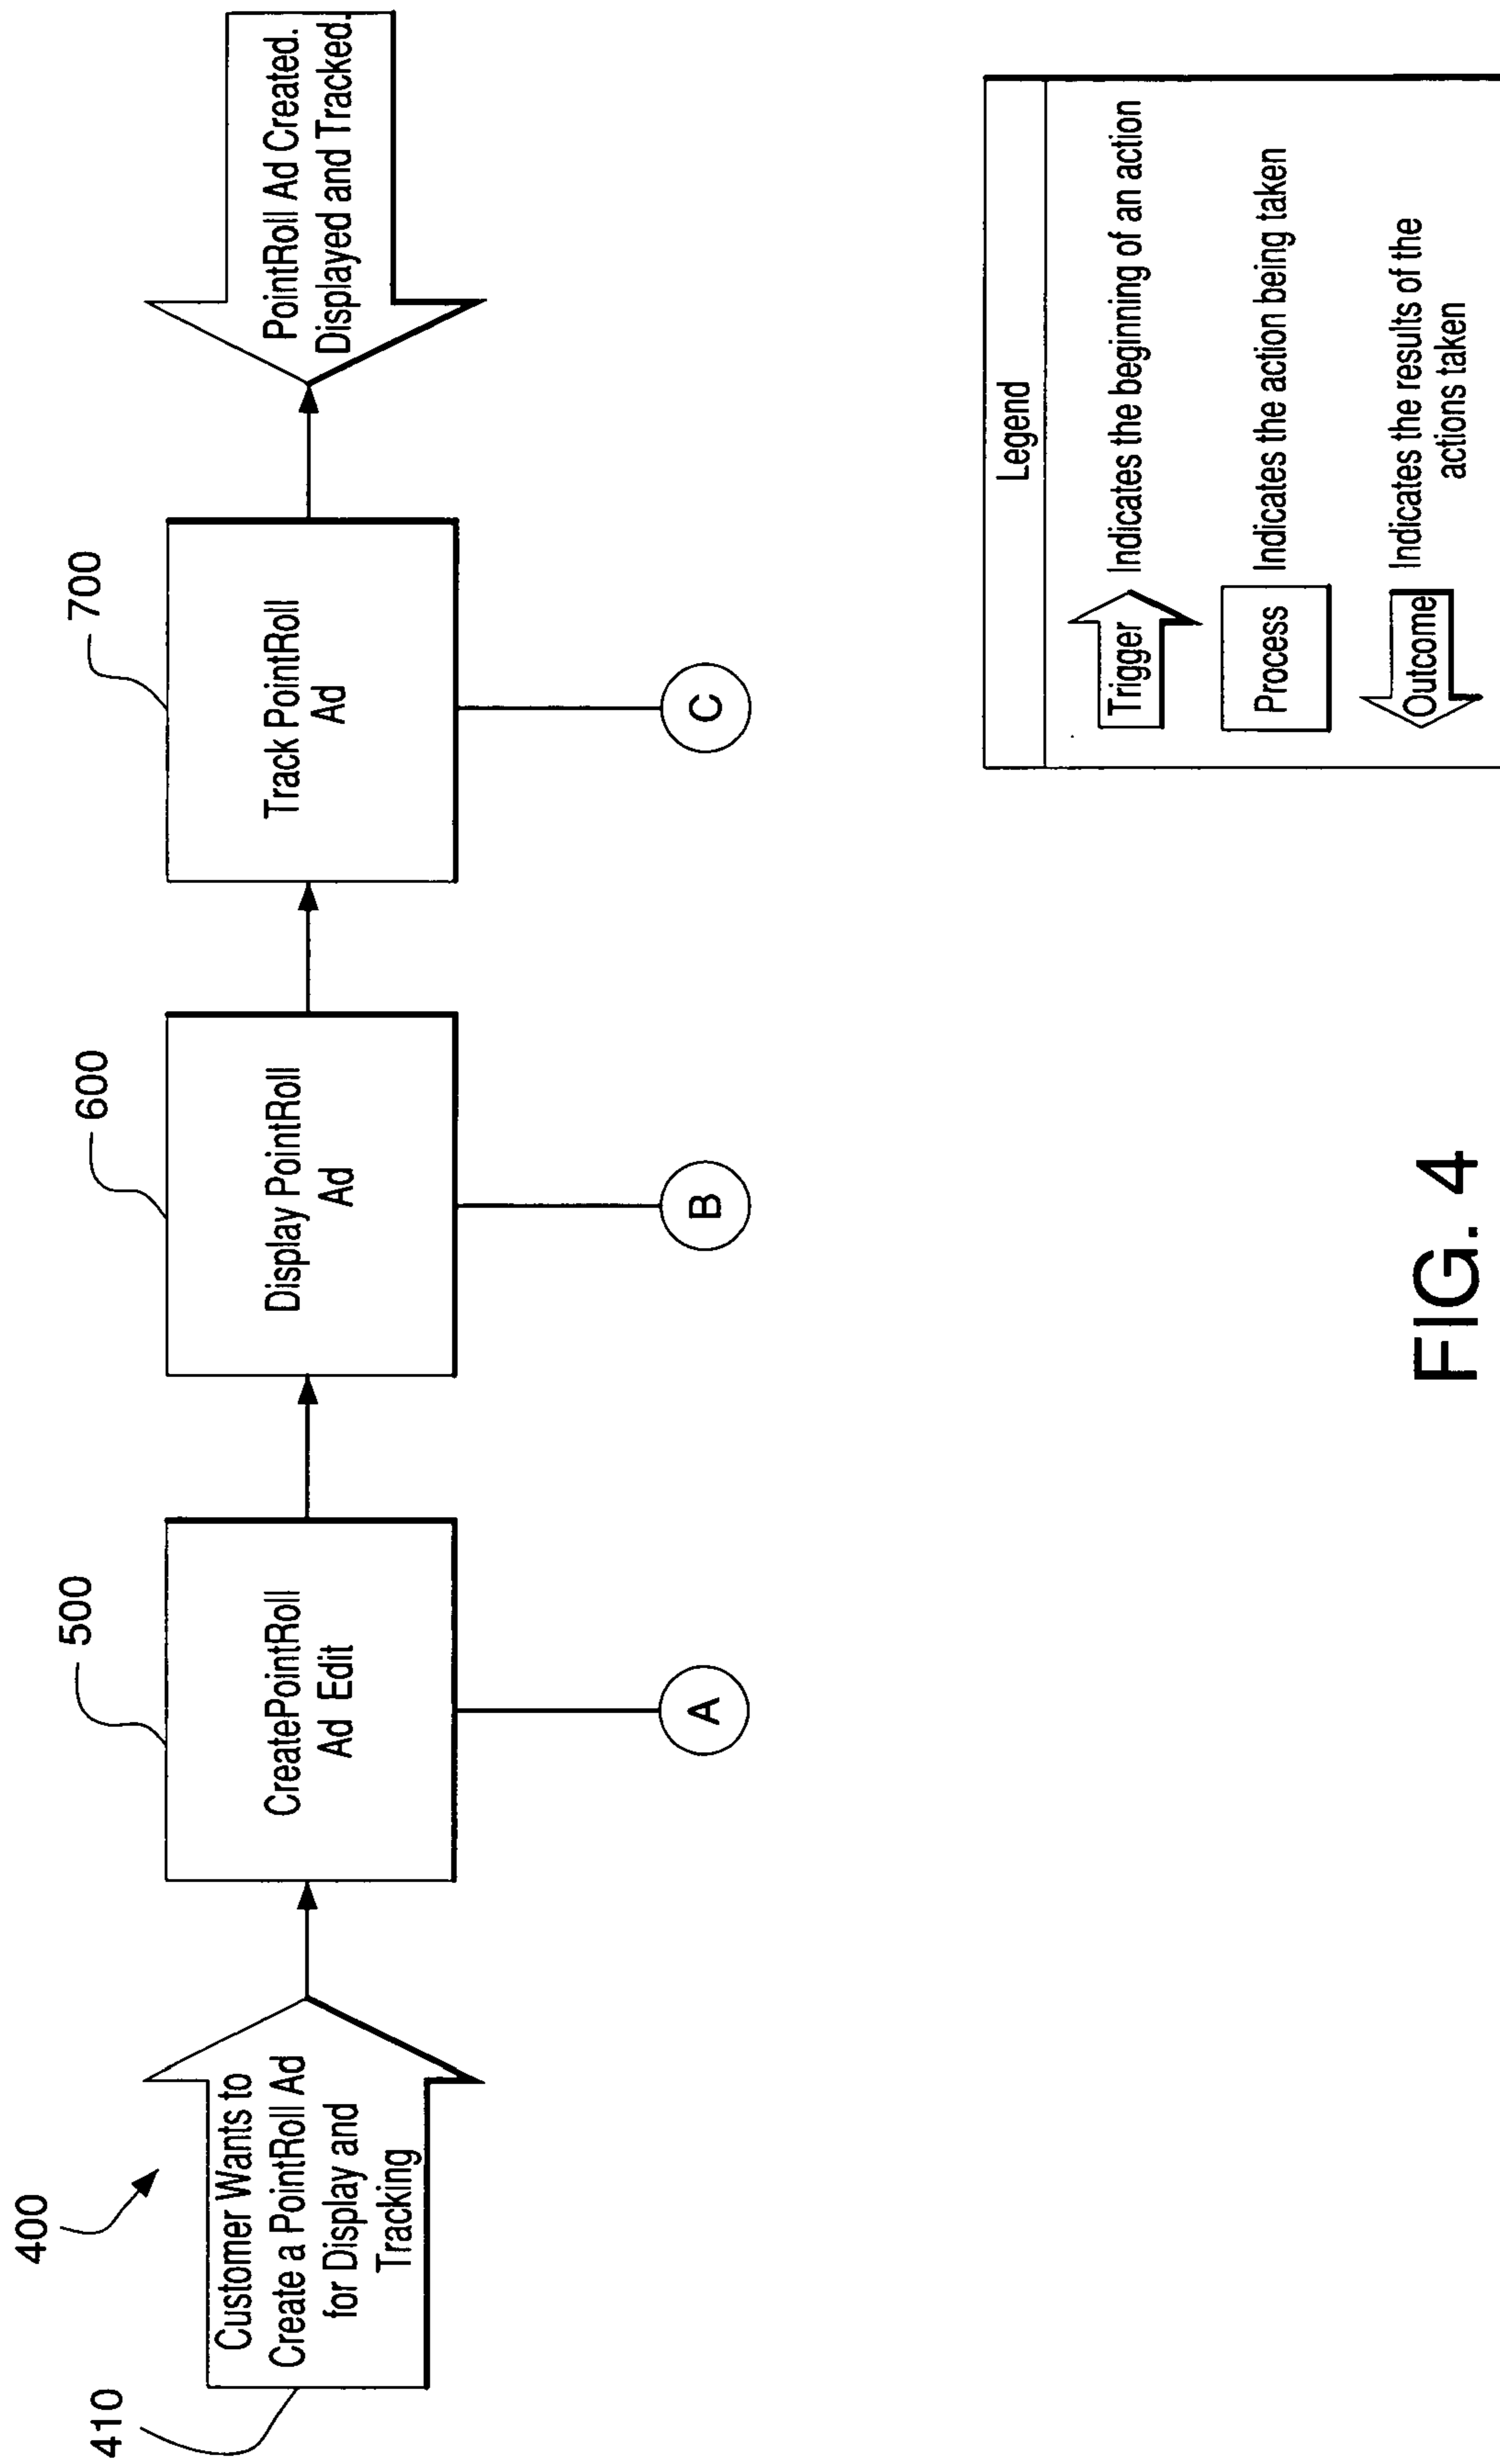 400
410
Customer Wants to
Create a PointRoll Ad
for Display and
Tracking
500
CreatePointRoll
Ad Edit
A
600
Display PointRoll
Ad
B
700
Track PointRoll
Ad
C
PointRoll Ad Created.
Displayed and Tracked.
Legend
Trigger
Indicates the beginning of an action
Process
Indicates the action being taken
Outcome
Indicates the results of the
actions taken
FIG. 4